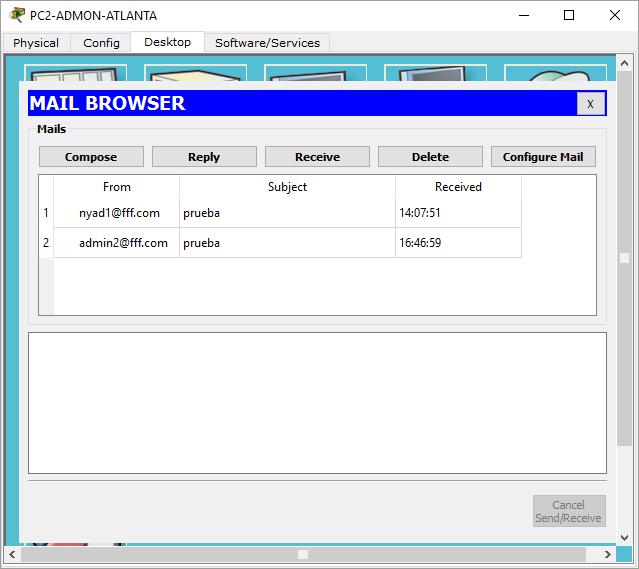 PC2-ADMON-ATLANTA
Physical Config Desktop Software/Services
MAIL BROWSER X
Mails
Compose Reply Receive Delete Configure Mail
From Subject Received
1 nyad1@fff.com prueba 14:07:51
2 admin2@fff.com prueba 16:46:59
Cancel
Send/Receive